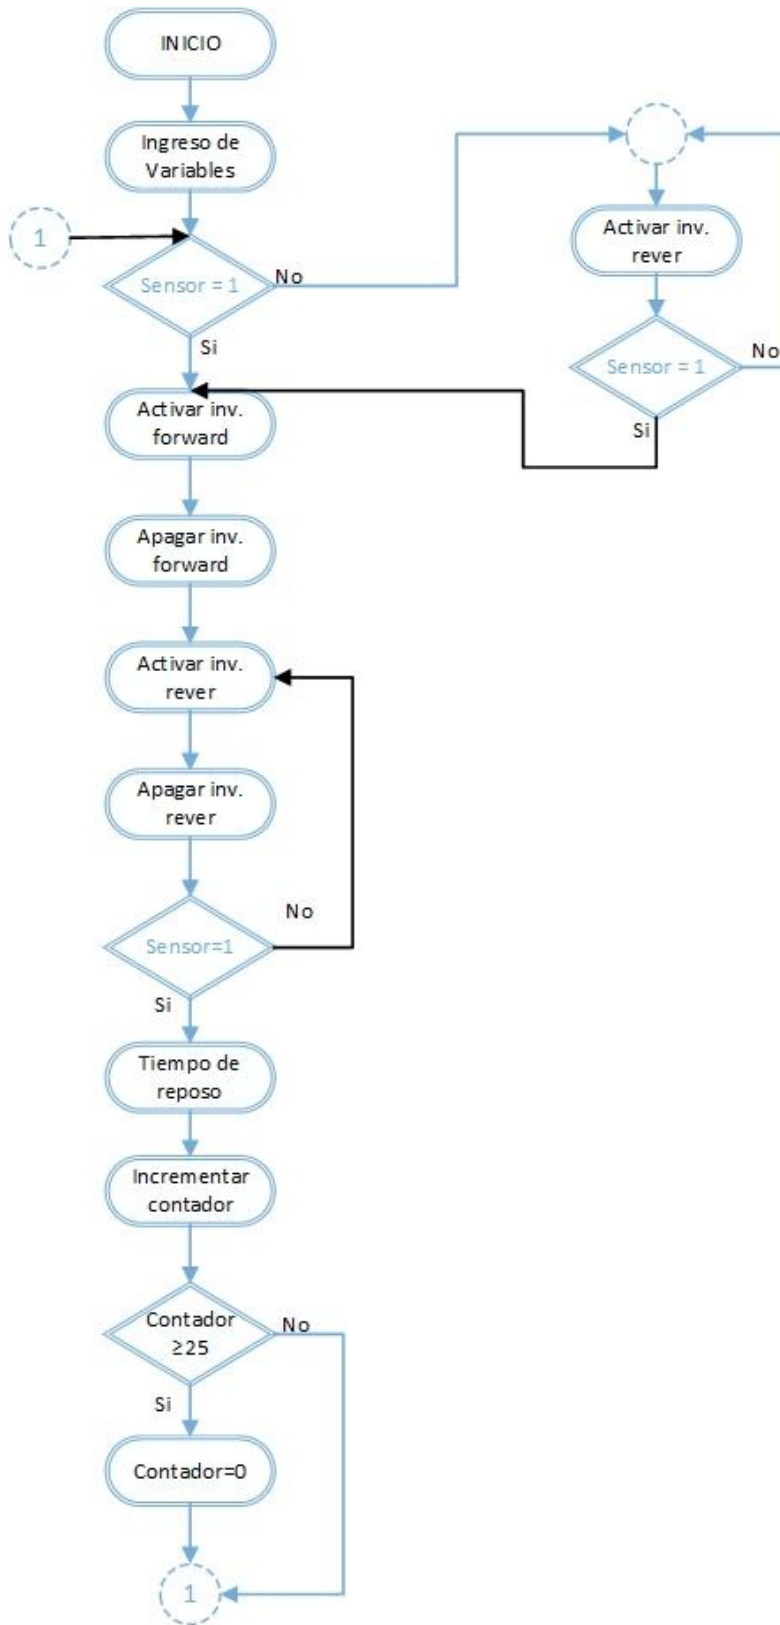 INICIO
Ingreso de
Variables
1
Sensor = 1
No
Si
Activar inv.
rever
Sensor = 1
No
Si
Activar inv.
forward
Apagar inv.
forward
Activar inv.
rever
Apagar inv.
rever
Sensor=1
No
Si
Tiempo de
reposo
Incrementar
contador
Contador
≥25
No
Si
Contador=0
1